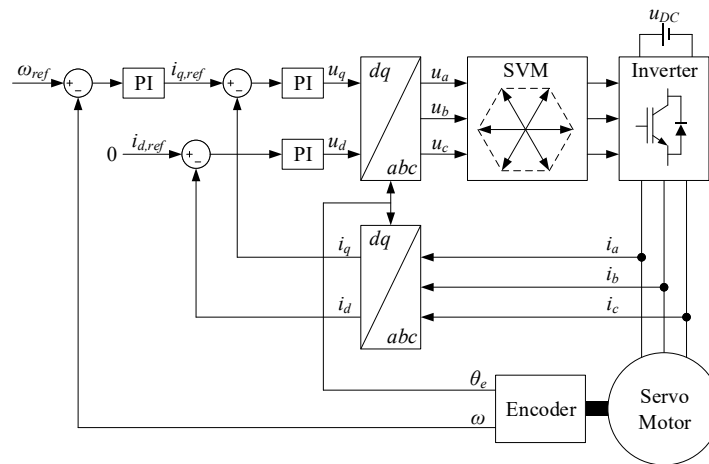 u_DC
ω_ref
+
−
PI
i_q,ref
+
−
PI
u_q
dq
u_a
SVM
Inverter
u_b
0
i_d,ref
+
−
PI
u_d
abc
u_c
dq
i_q
i_a
i_b
i_d
i_c
abc
θ_e
ω
Encoder
Servo
Motor